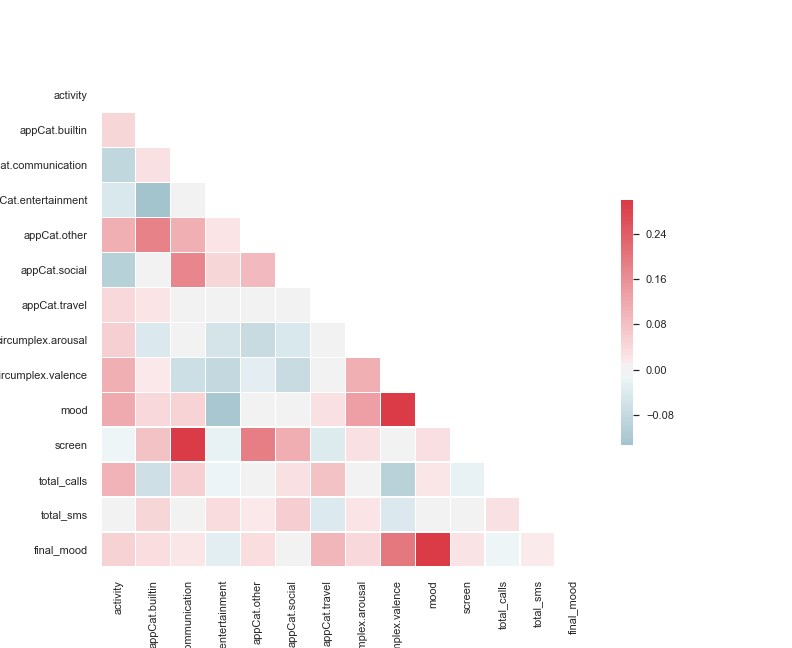 activity
appCat.builtin
at.communication
Cat.entertainment
appCat.other
appCat.social
appCat.travel
circumplex.arousal
ircumplex.valence
mood
screen
total_calls
total_sms
final_mood
0.24
0.16
0.08
0.00
−0.08
activity
appCat.builtin
ommunication
entertainment
appCat.other
appCat.social
appCat.travel
mplex.arousal
mplex.valence
mood
screen
total_calls
total_sms
final_mood